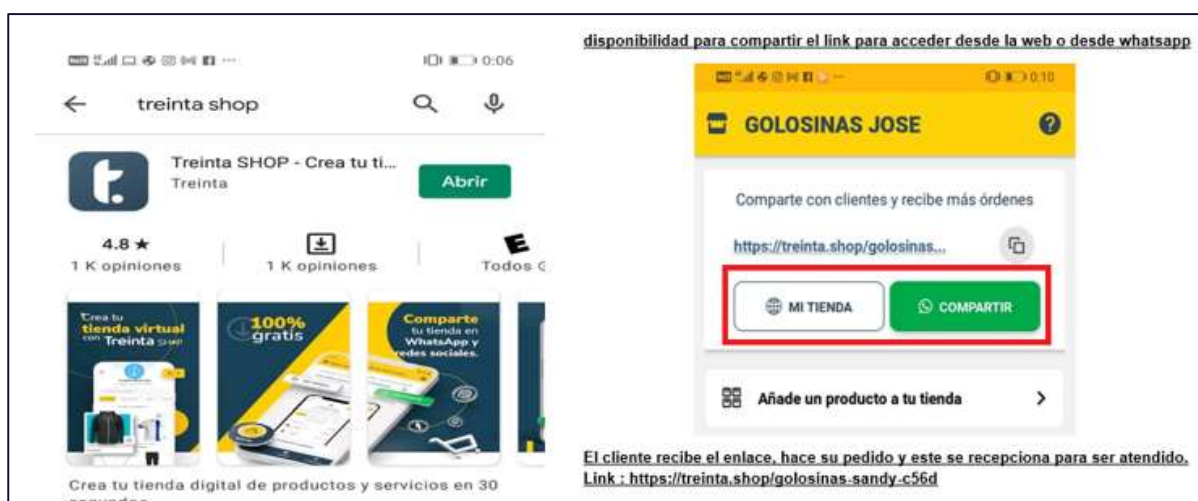 0:06
treinta shop
Treinta SHOP - Crea tu ti...
Treinta
Abrir
4.8 ★
1 K opiniones
1 K opiniones
Todos
Crea tu
tienda virtual
con Treinta SHOP
100%
gratis
Comparte
tu tienda en
WhatsApp y
redes sociales.
Crea tu tienda digital de productos y servicios en 30
segundos
disponibilidad para compartir el link para acceder desde la web o desde whatsapp
0:10
GOLOSINAS JOSE
Comparte con clientes y recibe más órdenes
https://treinta.shop/golosinas...
MI TIENDA
COMPARTIR
Añade un producto a tu tienda
El cliente recibe el enlace, hace su pedido y este se recepciona para ser atendido.
Link : https://treinta.shop/golosinas-sandy-c56d